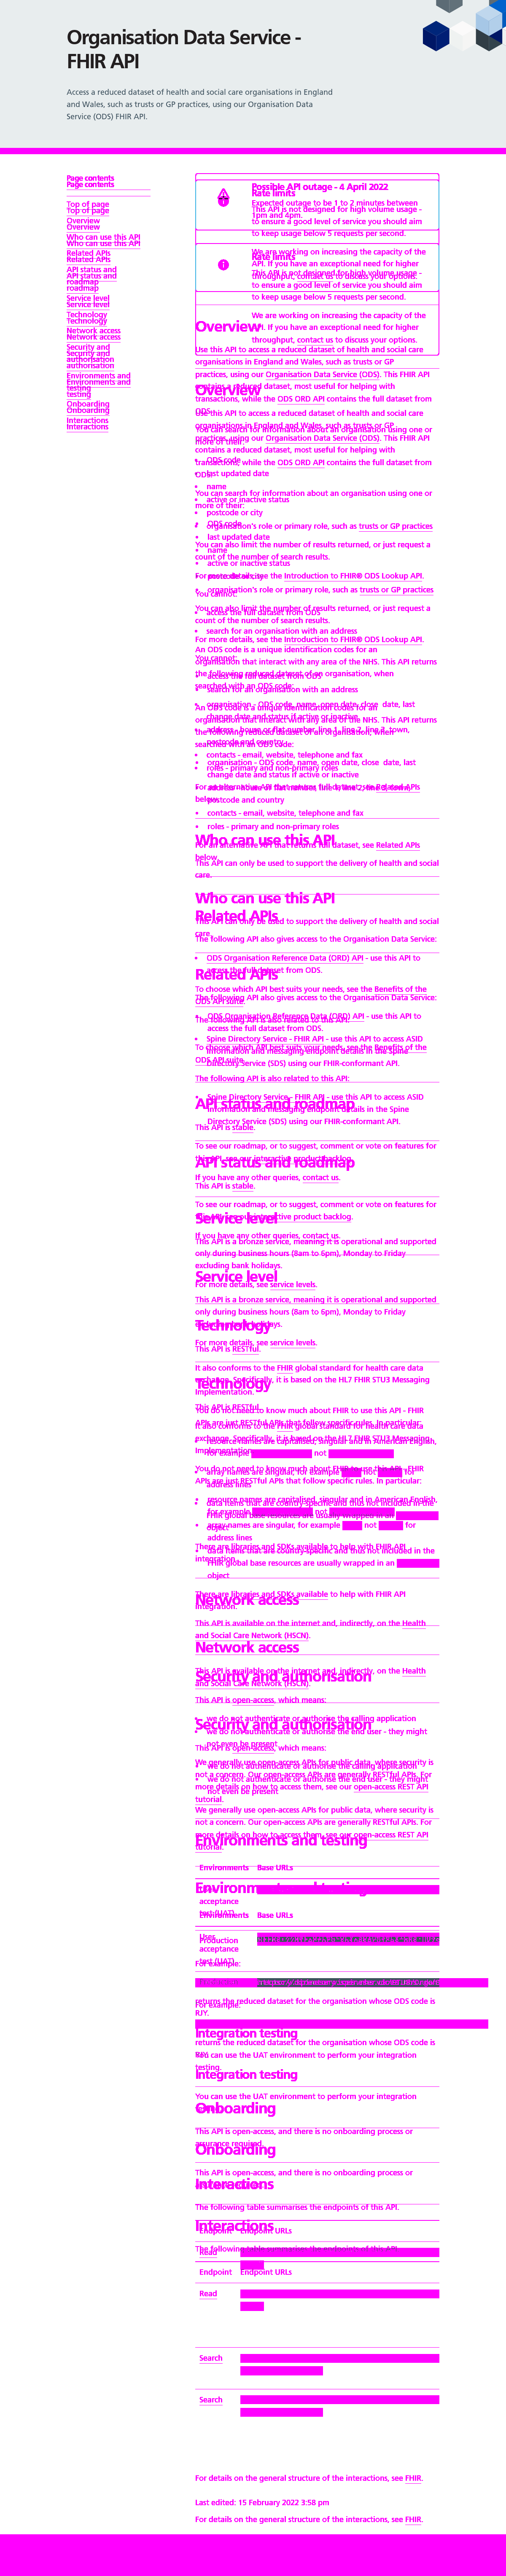 Organisation Data Service -
FHIR API
Access a reduced dataset of health and social care organisations in England
and Wales, such as trusts or GP practices, using our Organisation Data
Service (ODS) FHIR API.
Page contents
Top of page
Overview
Who can use this API
Related APIs
API status and
roadmap
Service level
Technology
Network access
Security and
authorisation
Environments and
testing
Onboarding
Interactions
Possible API outage - 4 April 2022
Expected outage to be 1 to 2 minutes between
1pm and 4pm.
Rate limits
This API is not designed for high volume usage -
to ensure a good level of service you should aim
to keep usage below 5 requests per second.
We are working on increasing the capacity of the
API. If you have an exceptional need for higher
throughput, contact us to discuss your options.
Overview
Use this API to access a reduced dataset of health and social care
organisations in England and Wales, such as trusts or GP
practices, using our Organisation Data Service (ODS). This FHIR API
contains a reduced dataset, most useful for helping with
transactions, while the ODS ORD API contains the full dataset from
ODS.
You can search for information about an organisation using one or
more of their:
• ODS code
• last updated date
• name
• active or inactive status
• postcode or city
• organisation's role or primary role, such as trusts or GP practices
You can also limit the number of results returned, or just request a
count of the number of search results.
For more details, see the Introduction to FHIR® ODS Lookup API.
You cannot:
• access the full dataset from ODS
• search for an organisation with an address
An ODS code is a unique identification codes for an
organisation that interact with any area of the NHS. This API returns
the following reduced dataset of an organisation, when
searched with an ODS code:
• organisation - ODS code, name, open date, close date, last
change date and status if active or inactive
• address - house or flat number, line 1, line 2, line 3, town,
postcode and country
• contacts - email, website, telephone and fax
• roles - primary and non-primary roles
For an alternative API that returns full dataset, see Related APIs
below.
Who can use this API
This API can only be used to support the delivery of health and social
care.
Related APIs
The following API also gives access to the Organisation Data Service:
• ODS Organisation Reference Data (ORD) API - use this API to
access the full dataset from ODS.
To choose which API best suits your needs, see the Benefits of the
ODS API suite.
The following API is also related to this API:
• Spine Directory Service - FHIR API - use this API to access ASID
information and messaging endpoint details in the Spine
Directory Service (SDS) using our FHIR-conformant API.
API status and roadmap
This API is stable.
To see our roadmap, or to suggest, comment or vote on features for
this API, see our interactive product backlog.
If you have any other queries, contact us.
Service level
This API is a bronze service, meaning it is operational and supported
only during business hours (8am to 6pm), Monday to Friday
excluding bank holidays.
For more details, see service levels.
Technology
This API is RESTful.
It also conforms to the FHIR global standard for health care data
exchange. Specifically, it is based on the HL7 FHIR STU3 Messaging
Implementation.
You do not need to know much about FHIR to use this API - FHIR
APIs are just RESTful APIs that follow specific rules. In particular:
• resource names are capitalised, singular and in American English,
for example not
• array names are singular, for example not for
address lines
• data items that are country-specific and thus not included in the
FHIR global base resources are usually wrapped in an
object
There are libraries and SDKs available to help with FHIR API
integration.
Network access
This API is available on the internet and, indirectly, on the Health
and Social Care Network (HSCN).
Security and authorisation
This API is open-access, which means:
• we do not authenticate or authorise the calling application
• we do not authenticate or authorise the end user - they might
not even be present
We generally use open-access APIs for public data, where security is
not a concern. Our open-access APIs are generally RESTful APIs. For
more details on how to access them, see our open-access REST API
tutorial.
Environments and testing
Environments Base URLs
User
acceptance
test (UAT)
Production
For example:
returns the reduced dataset for the organisation whose ODS code is
RJY.
Integration testing
You can use the UAT environment to perform your integration
testing.
Onboarding
This API is open-access, and there is no onboarding process or
assurance required.
Interactions
The following table summarises the endpoints of this API.
Endpoint Endpoint URLs
Read
Search
For details on the general structure of the interactions, see FHIR.
Last edited: 15 February 2022 3:58 pm